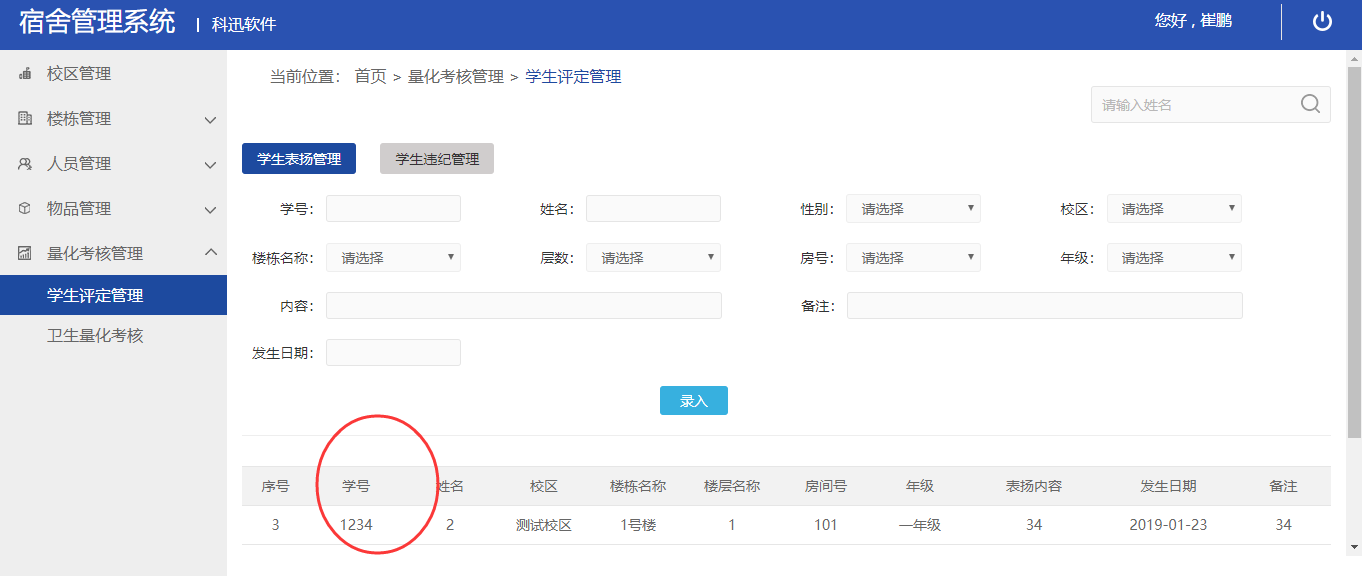 宿舍管理系统 | 科迅软件 您好 , 崔鹏
校区管理
楼栋管理
人员管理
物品管理
量化考核管理
学生评定管理
卫生量化考核
当前位置： 首页 > 量化考核管理 > 学生评定管理
请输入姓名
学生表扬管理 学生违纪管理
学号: 姓名: 性别: 请选择 校区: 请选择
楼栋名称: 请选择 层数: 请选择 房号: 请选择 年级: 请选择
内容: 备注:
发生日期:
录入
序号 学号 姓名 校区 楼栋名称 楼层名称 房间号 年级 表扬内容 发生日期 备注
3 1234 2 测试校区 1号楼 1 101 一年级 34 2019-01-23 34